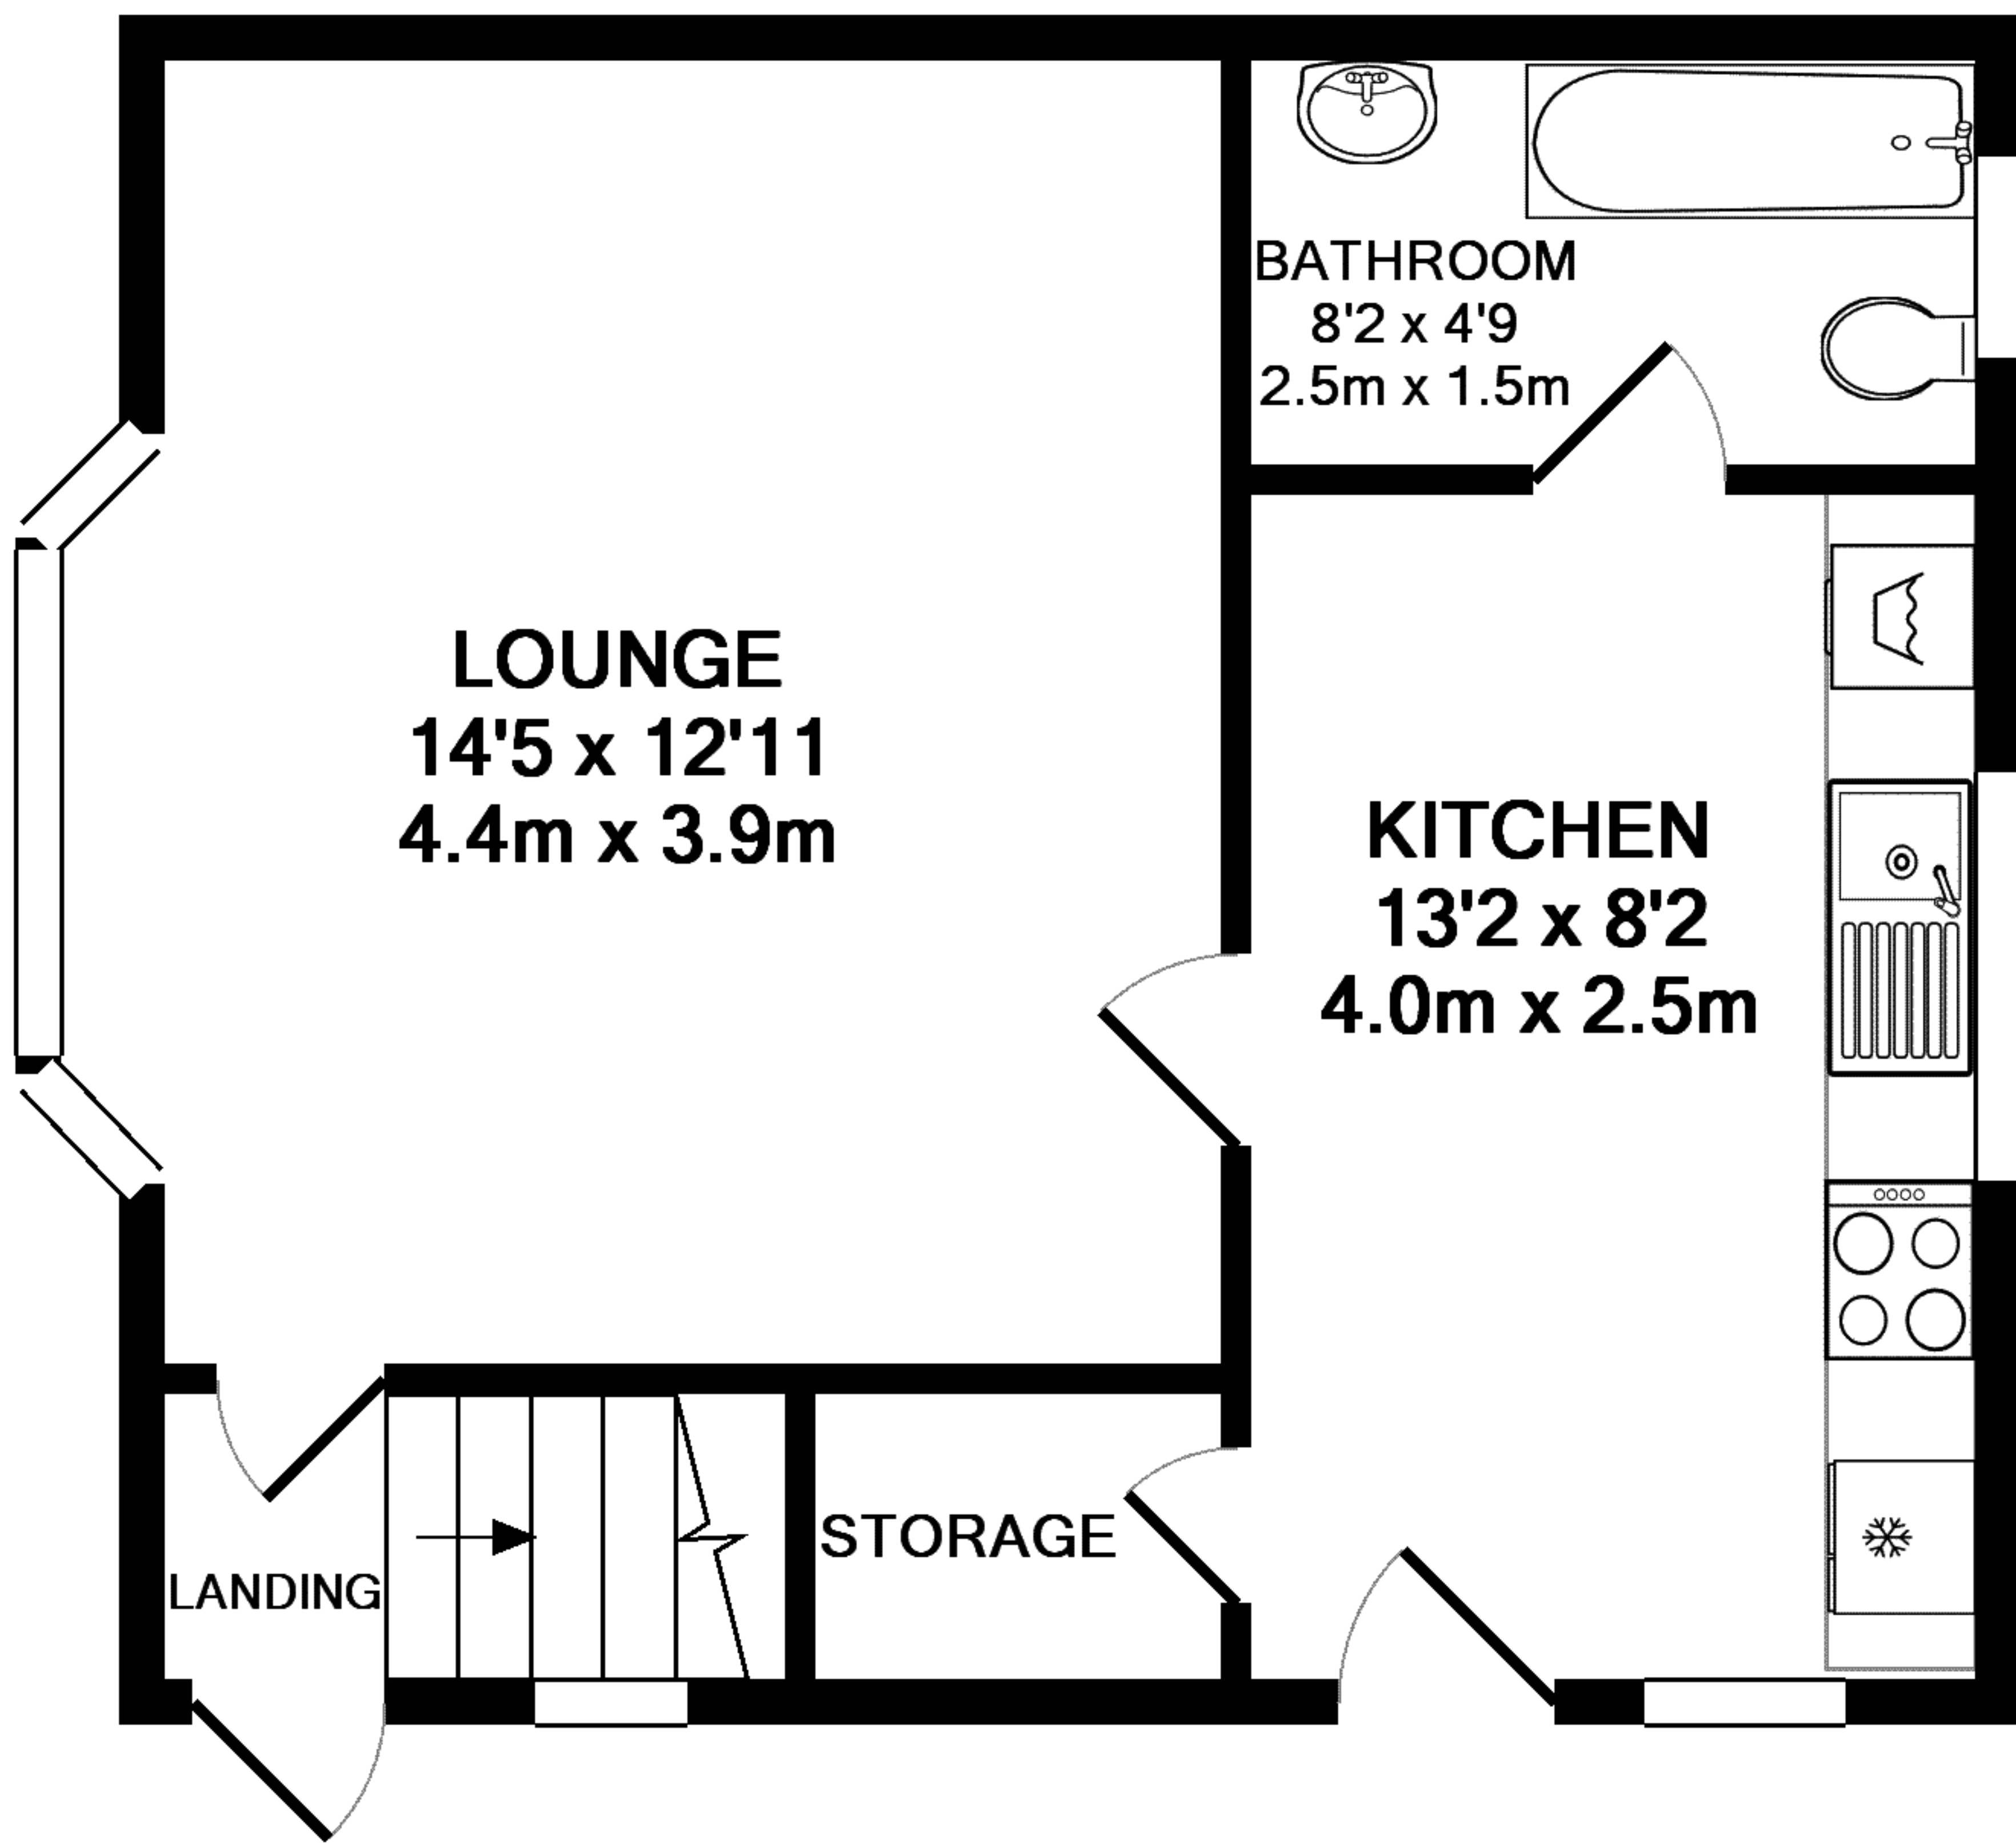 BATHROOM
8'2 x 4'9
2.5m x 1.5m
LOUNGE
14'5 x 12'11
4.4m x 3.9m
KITCHEN
13'2 x 8'2
4.0m x 2.5m
STORAGE
LANDING